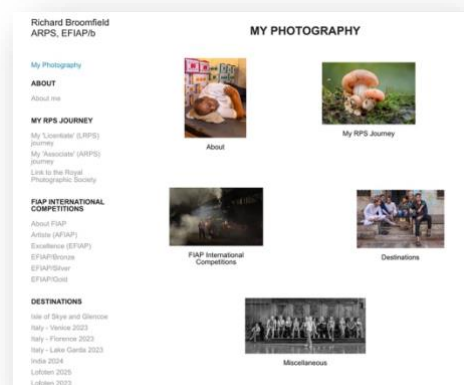 Richard Broomfield
ARPS, EFIAP/b
My Photography
ABOUT
About me
MY RPS JOURNEY
My 'Licentiate' (LRPS)
journey
My 'Associate' (ARPS)
journey
Link to the Royal
Photographic Society
FIAP INTERNATIONAL
COMPETITIONS
About FIAP
Artiste (AFIAP)
Excellence (EFIAP)
EFIAP/Bronze
EFIAP/Silver
EFIAP/Gold
DESTINATIONS
Isle of Skye and Glencoe
Italy - Venice 2023
Italy - Florence 2023
Italy - Lake Garda 2023
India 2024
Lofoten 2025
Lofoten 2023
MY PHOTOGRAPHY
About
My RPS Journey
FIAP International
Competitions
Destinations
Miscellaneous